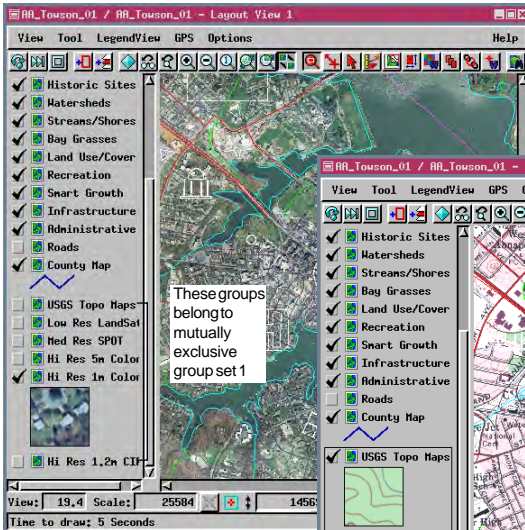 AA_Towson_01 / AA_Towson_01 - Layout View 1
View Tool LegendView GPS Options Help
Historic Sites
Watersheds
Streams/Shores
Bay Grasses
Land Use/Cover
Recreation
Smart Growth
Infrastructure
Administrative
Roads
County Map
USGS Topo Maps
Low Res LandSat
Med Res SPOT
Hi Res 5m Color
Hi Res 1m Color
Hi Res 1.2m CIR
These groups
belong to
mutually
exclusive
group set 1
View: 19.4 Scale: 25584 1456
Time to draw: 5 Seconds
AA_Towson_01 / AA_Towson_01 -
View Tool LegendView GPS
Historic Sites
Watersheds
Streams/Shores
Bay Grasses
Land Use/Cover
Recreation
Smart Growth
Infrastructure
Administrative
Roads
County Map
USGS Topo Maps
National
Cem
High